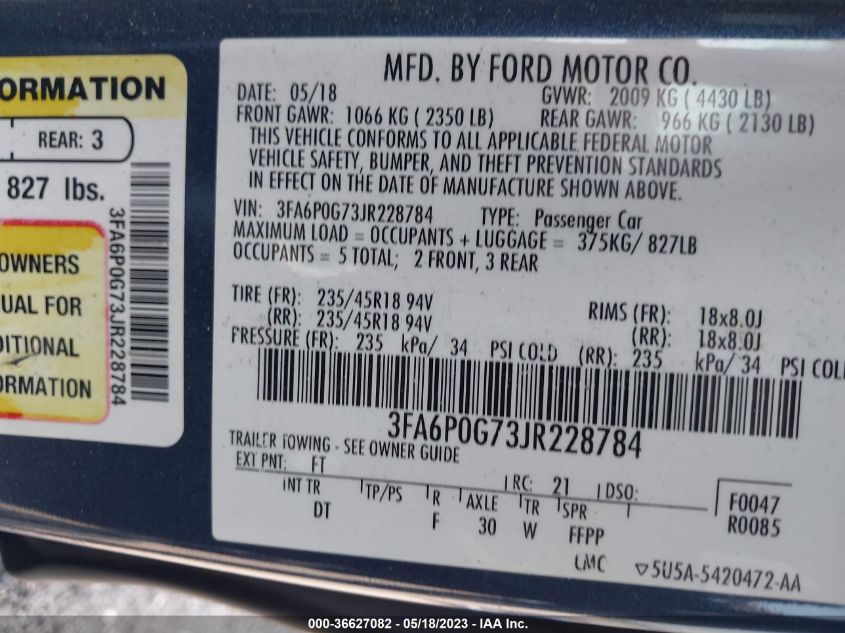 ORMATION
REAR: 3
827 lbs.
OWNERS
UAL FOR
DITIONAL
ORMATION
3FA6P0G73JR228784
MFD. BY FORD MOTOR CO.
DATE: 05/18 GVWR: 2009 KG ( 4430 LB)
FRONT GAWR: 1066 KG ( 2350 LB) REAR GAWR: 966 KG ( 2130 LB)
THIS VEHICLE CONFORMS TO ALL APPLICABLE FEDERAL MOTOR
VEHICLE SAFETY, BUMPER, AND THEFT PREVENTION STANDARDS
IN EFFECT ON THE DATE OF MANUFACTURE SHOWN ABOVE.
VIN: 3FA6P0G73JR228784 TYPE: Passenger Car
MAXIMUM LOAD = OCCUPANTS + LUGGAGE = 375KG/ 827LB
OCCUPANTS = 5 TOTAL; 2 FRONT, 3 REAR
TIRE (FR): 235/45R18 94V RIMS (FR): 18x8.0J
(RR): 235/45R18 94V (RR): 18x8.0J
PRESSURE (FR): 235 kPa/ 34 PSI COLD (RR): 235 kPa/ 34 PSI COL
3FA6P0G73JR228784
TRAILER TOWING - SEE OWNER GUIDE
EXT PNT: FT RC: 21 DSO: F0047
INT TR TP/PS R AXLE TR SPR R0085
DT F 30 W FFPP
LMC 5U5A-5420472-AA
000-36627082 - 05/18/2023 - IAA Inc.